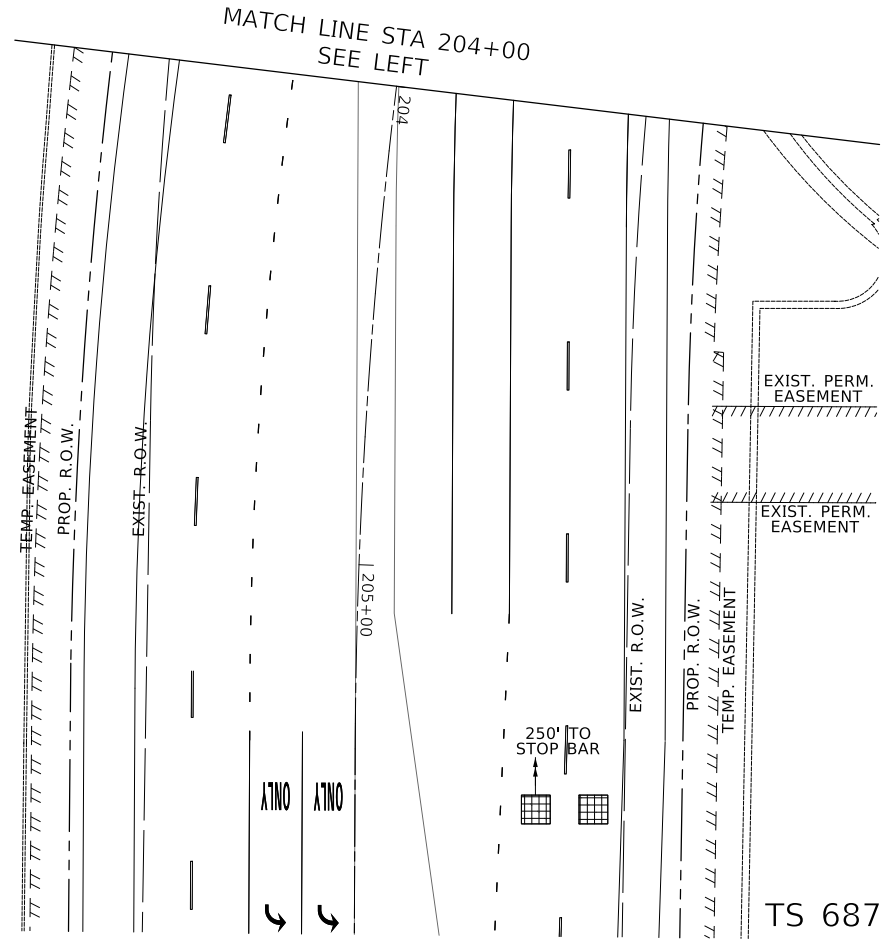 MATCH LINE STA 204+00
SEE LEFT
204
EXIST. PERM.
EASEMENT
TEMP. EASEMENT
PROP. R.O.W.
EXIST. R.O.W.
EXIST. PERM.
EASEMENT
205+00
EXIST. R.O.W.
PROP. R.O.W.
TEMP. EASEMENT
250' TO
STOP BAR
ONLY
ONLY
TS 687